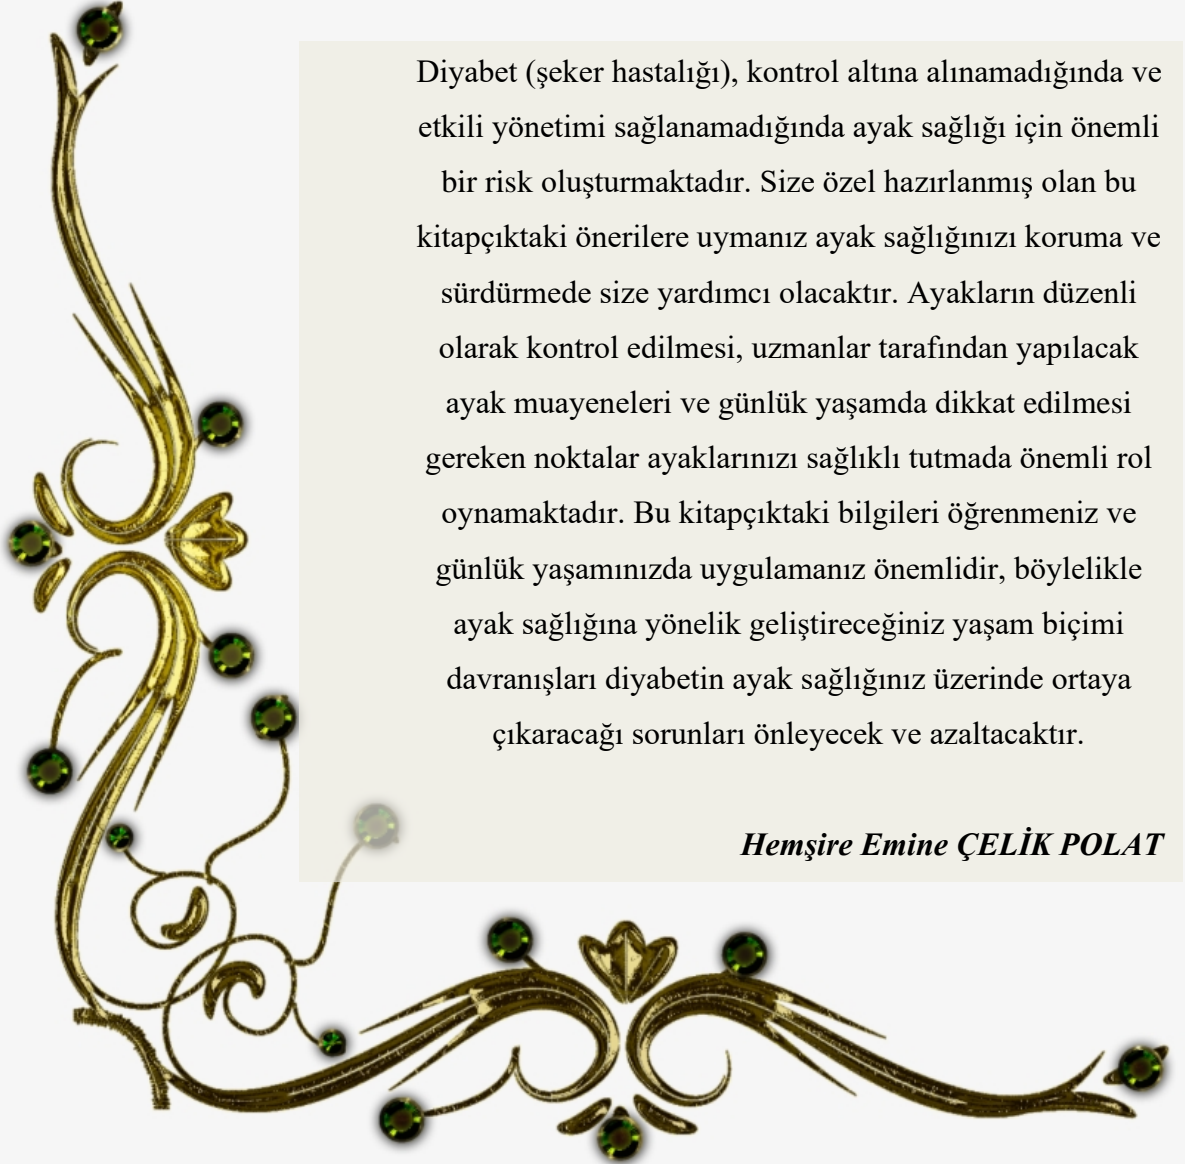 Diyabet (şeker hastalığı), kontrol altına alınamadığında ve
etkili yönetimi sağlanamadığında ayak sağlığı için önemli
bir risk oluşturmaktadır. Size özel hazırlanmış olan bu
kitapçıktaki önerilere uymanız ayak sağlığınızı koruma ve
sürdürmede size yardımcı olacaktır. Ayakların düzenli
olarak kontrol edilmesi, uzmanlar tarafından yapılacak
ayak muayeneleri ve günlük yaşamda dikkat edilmesi
gereken noktalar ayaklarınızı sağlıklı tutmada önemli rol
oynamaktadır. Bu kitapçıktaki bilgileri öğrenmeniz ve
günlük yaşamınızda uygulamanız önemlidir, böylelikle
ayak sağlığına yönelik geliştireceğiniz yaşam biçimi
davranışları diyabetin ayak sağlığınız üzerinde ortaya
çıkaracağı sorunları önleyecek ve azaltacaktır.
Hemşire Emine ÇELİK POLAT